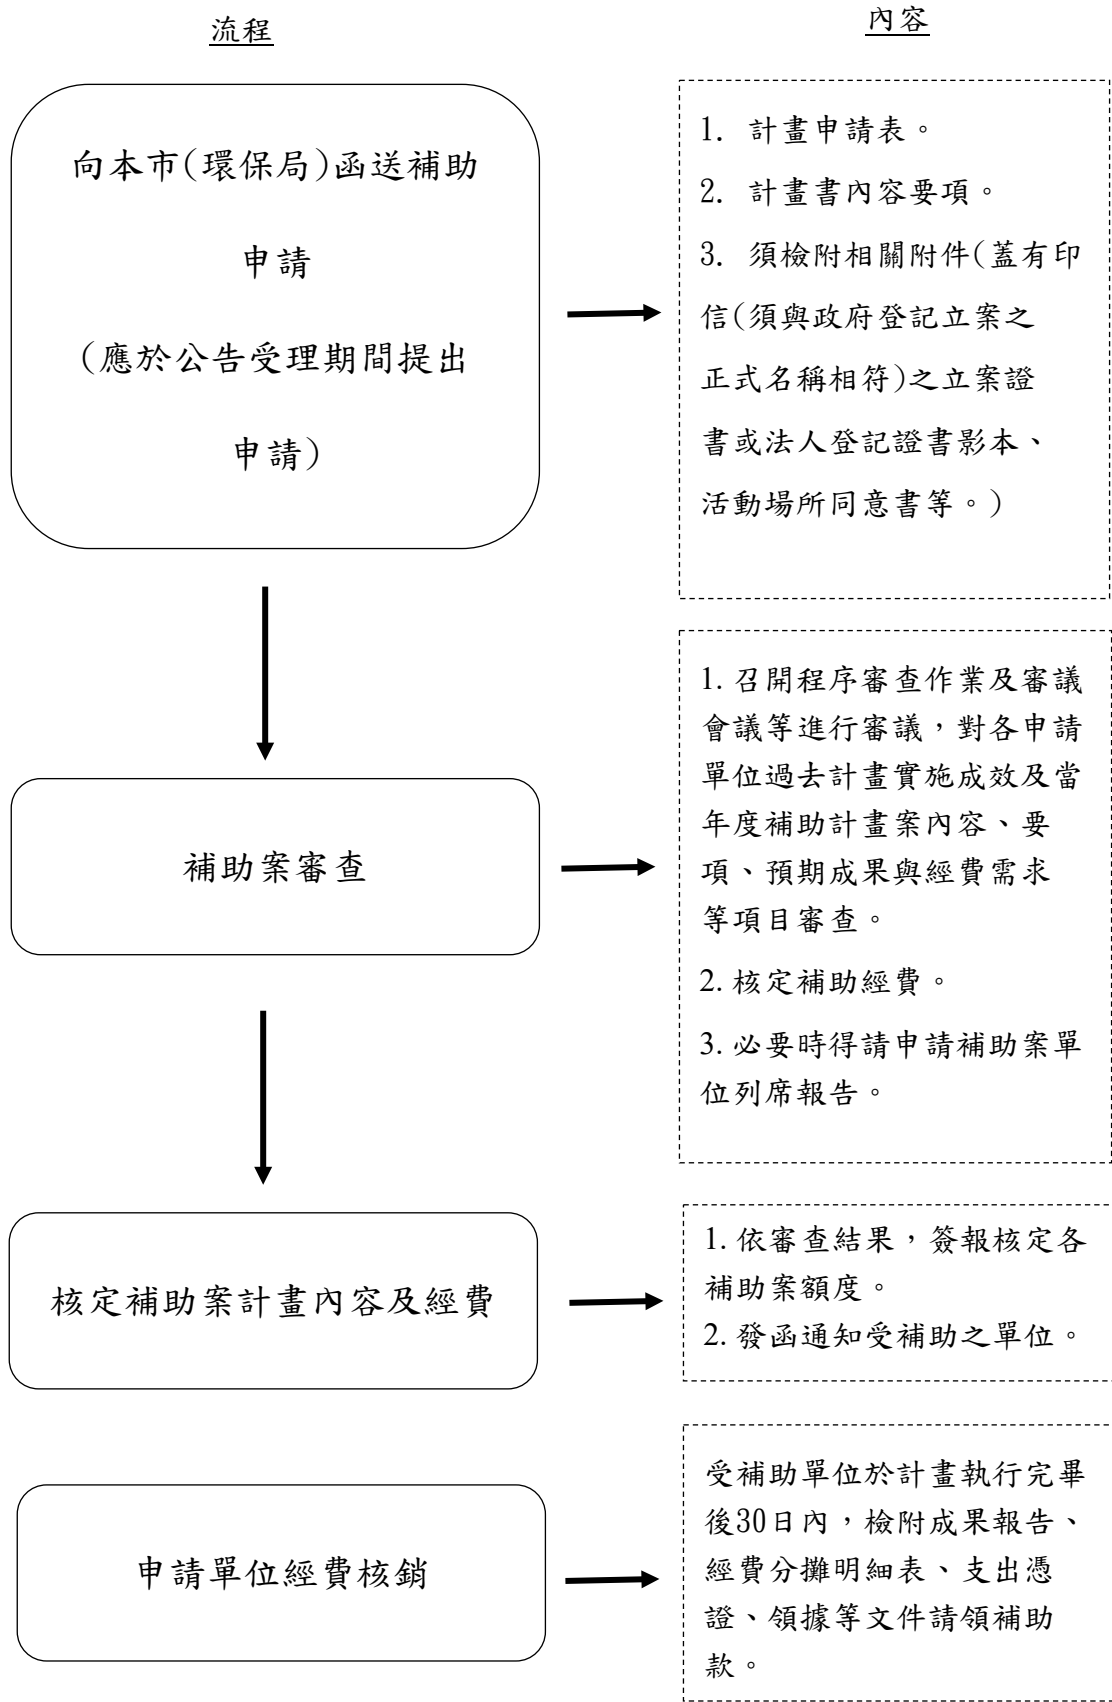 流程
內容
向本市(環保局)函送補助
申請
(應於公告受理期間提出
申請)
1. 計畫申請表。
2. 計畫書內容要項。
3. 須檢附相關附件(蓋有印
信(須與政府登記立案之
正式名稱相符)之立案證
書或法人登記證書影本、
活動場所同意書等。)
補助案審查
1.召開程序審查作業及審議
會議等進行審議，對各申請
單位過去計畫實施成效及當
年度補助計畫案內容、要
項、預期成果與經費需求
等項目審查。
2.核定補助經費。
3.必要時得請申請補助案單
位列席報告。
核定補助案計畫內容及經費
1.依審查結果，簽報核定各
補助案額度。
2.發函通知受補助之單位。
申請單位經費核銷
受補助單位於計畫執行完畢
後30日內，檢附成果報告、
經費分攤明細表、支出憑
證、領據等文件請領補助
款。